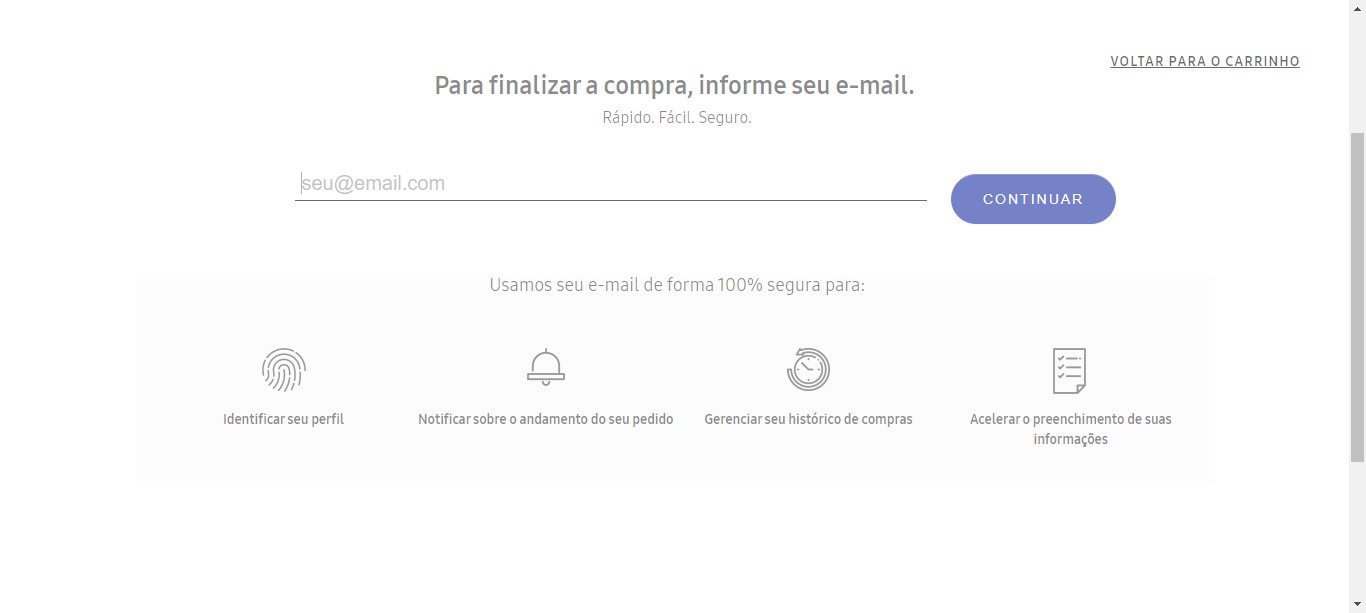 VOLTAR PARA O CARRINHO
Para finalizar a compra, informe seu e-mail.
Rápido. Fácil. Seguro.
seu@email.com
CONTINUAR
Usamos seu e-mail de forma 100% segura para:
Identificar seu perfil
Notificar sobre o andamento do seu pedido
Gerenciar seu histórico de compras
Acelerar o preenchimento de suas
informações